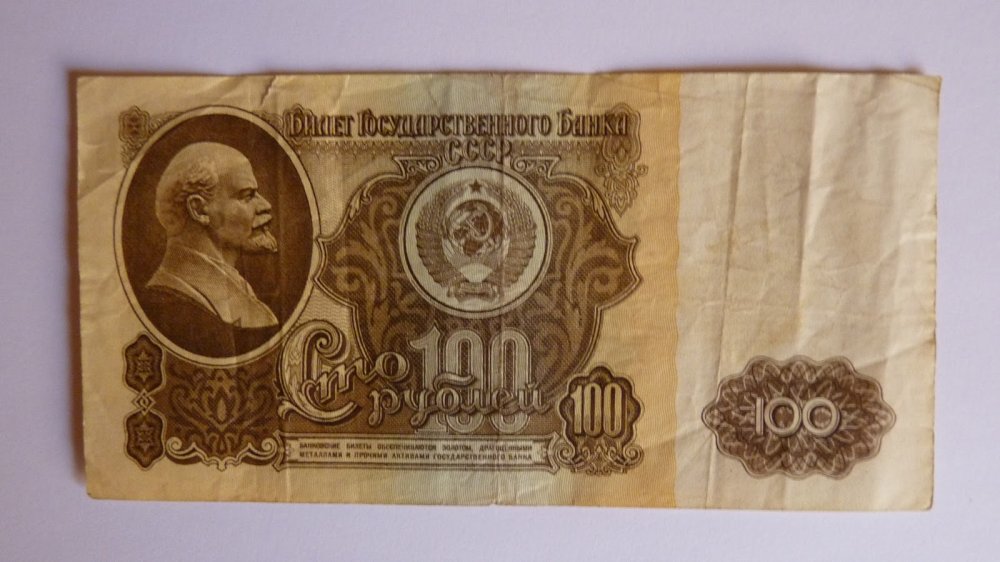 Билет Государственного Банка
СССР
Сто 100
рублей
100
100
БАНКОВСКИЕ БИЛЕТЫ ОБЕСПЕЧИВАЮТСЯ ЗОЛОТОМ, ДРАГОЦЕННЫМИ
МЕТАЛЛАМИ И ПРОЧИМИ АКТИВАМИ ГОСУДАРСТВЕННОГО БАНКА